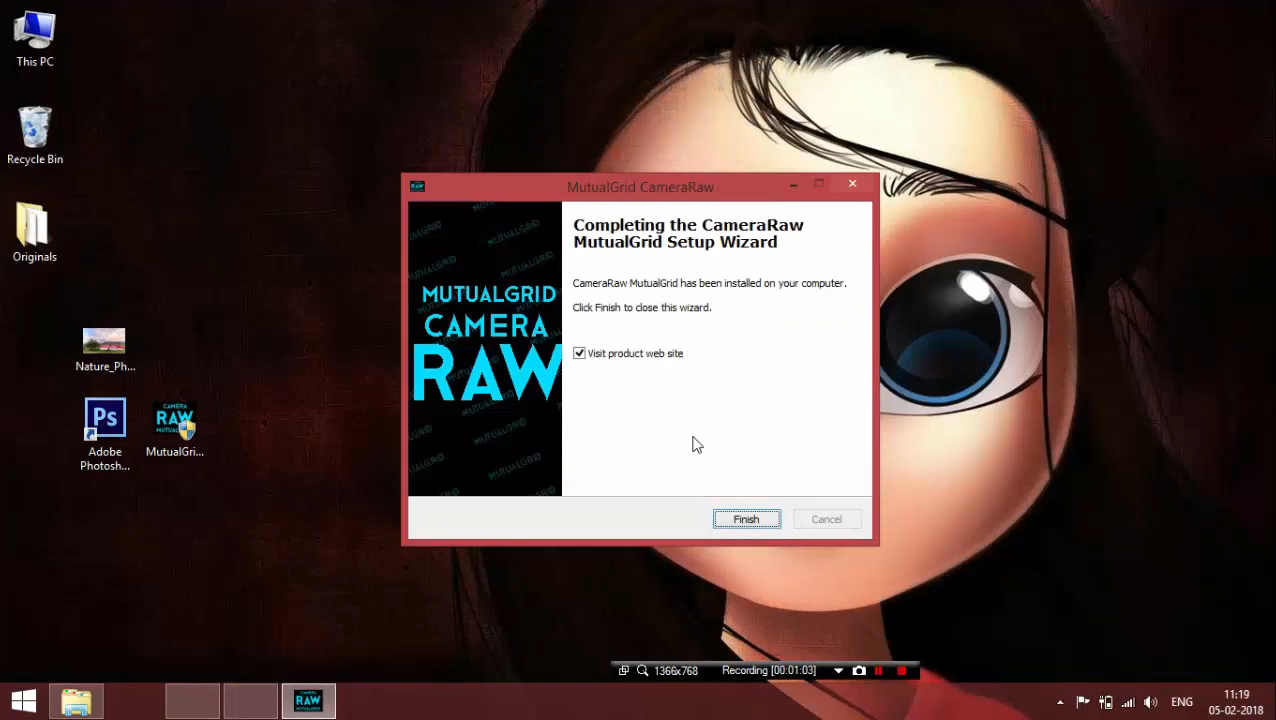 This PC
Recycle Bin
Originals
Nature_Ph...
Ps
Adobe
Photosh...
CAMERA
RAW
MutualGri...
MutualGrid CameraRaw
MUTUALGRID
CAMERA
RAW
Completing the CameraRaw
MutualGrid Setup Wizard
CameraRaw MutualGrid has been installed on your computer.
Click Finish to close this wizard.
Visit product web site
Finish
Cancel
1366x768
Recording [00:01:03]
RAW
ENG
11:19
05-02-2018